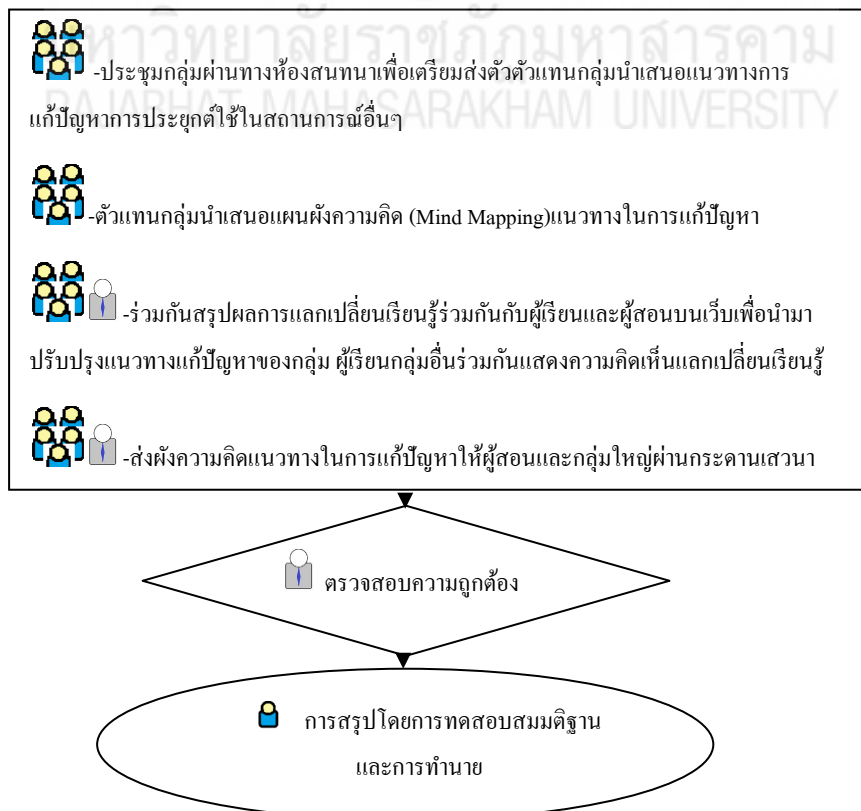 มหาวิทยาลัยราชภัฏมหาสารคาม
RAJABHAT MAHASARAKHAM UNIVERSITY
-ประชุมกลุ่มผ่านทางห้องสนทนาเพื่อเตรียมส่งตัวตัวแทนกลุ่มนำเสนอแนวทางการ
แก้ปัญหาการประยุกต์ใช้ในสถานการณ์อื่นๆ
-ตัวแทนกลุ่มนำเสนอแผนผังความคิด (Mind Mapping)แนวทางในการแก้ปัญหา
-ร่วมกันสรุปผลการแลกเปลี่ยนเรียนรู้ร่วมกันกับผู้เรียนและผู้สอนบนเว็บเพื่อนำมา
ปรับปรุงแนวทางแก้ปัญหาของกลุ่ม ผู้เรียนกลุ่มอื่นร่วมกันแสดงความคิดเห็นแลกเปลี่ยนเรียนรู้
-ส่งผังความคิดแนวทางในการแก้ปัญหาให้ผู้สอนและกลุ่มใหญ่ผ่านกระดานเสวนา
ตรวจสอบความถูกต้อง
การสรุปโดยการทดสอบสมมติฐาน
และการทำนาย